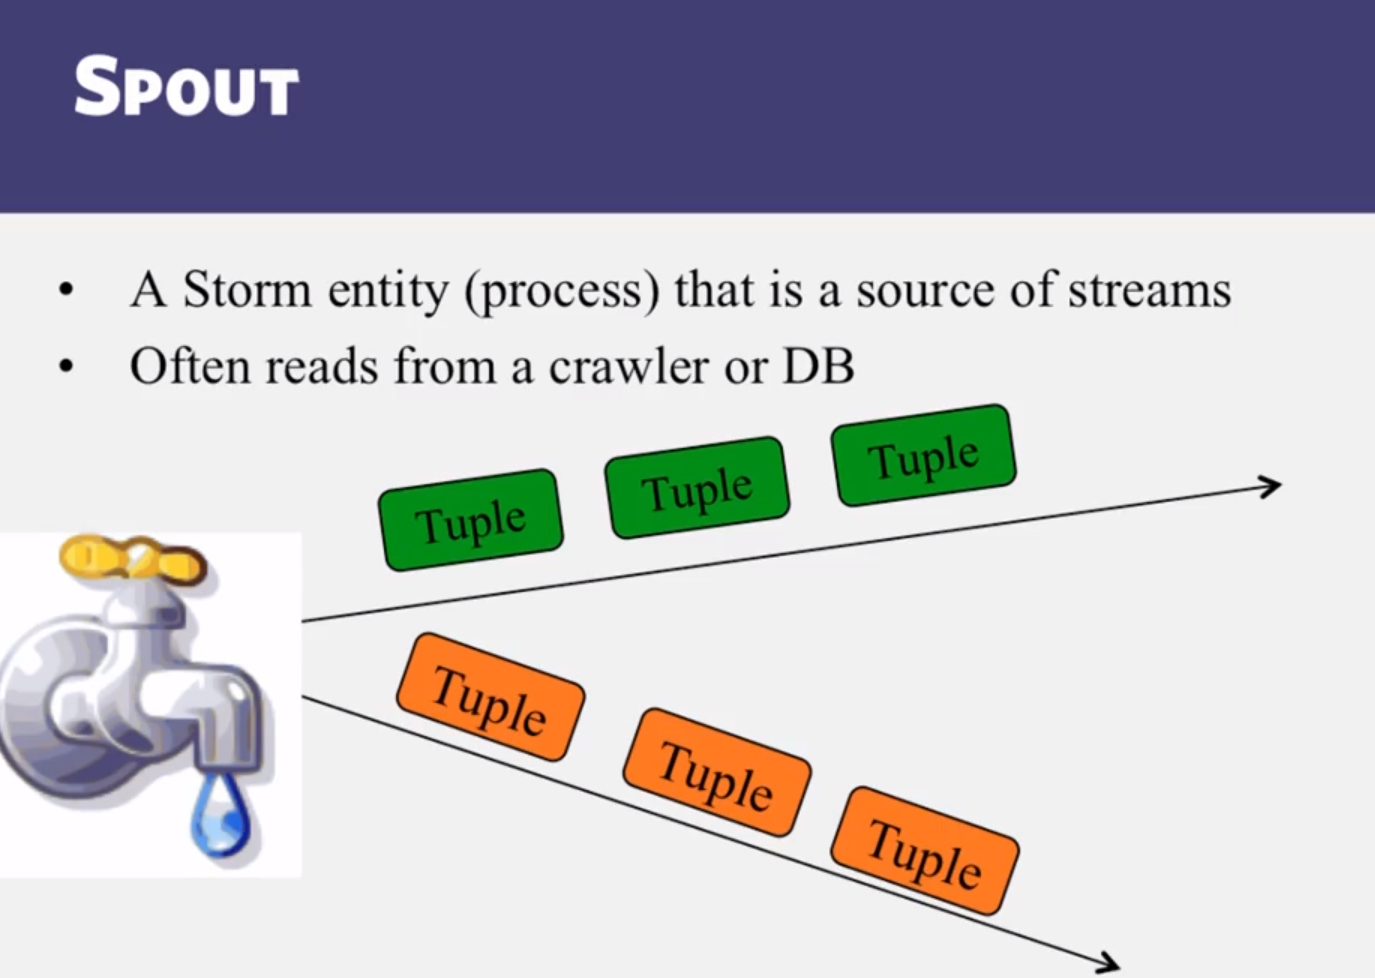 SPOUT
• A Storm entity (process) that is a source of streams
• Often reads from a crawler or DB
Tuple
Tuple
Tuple
Tuple
Tuple
Tuple